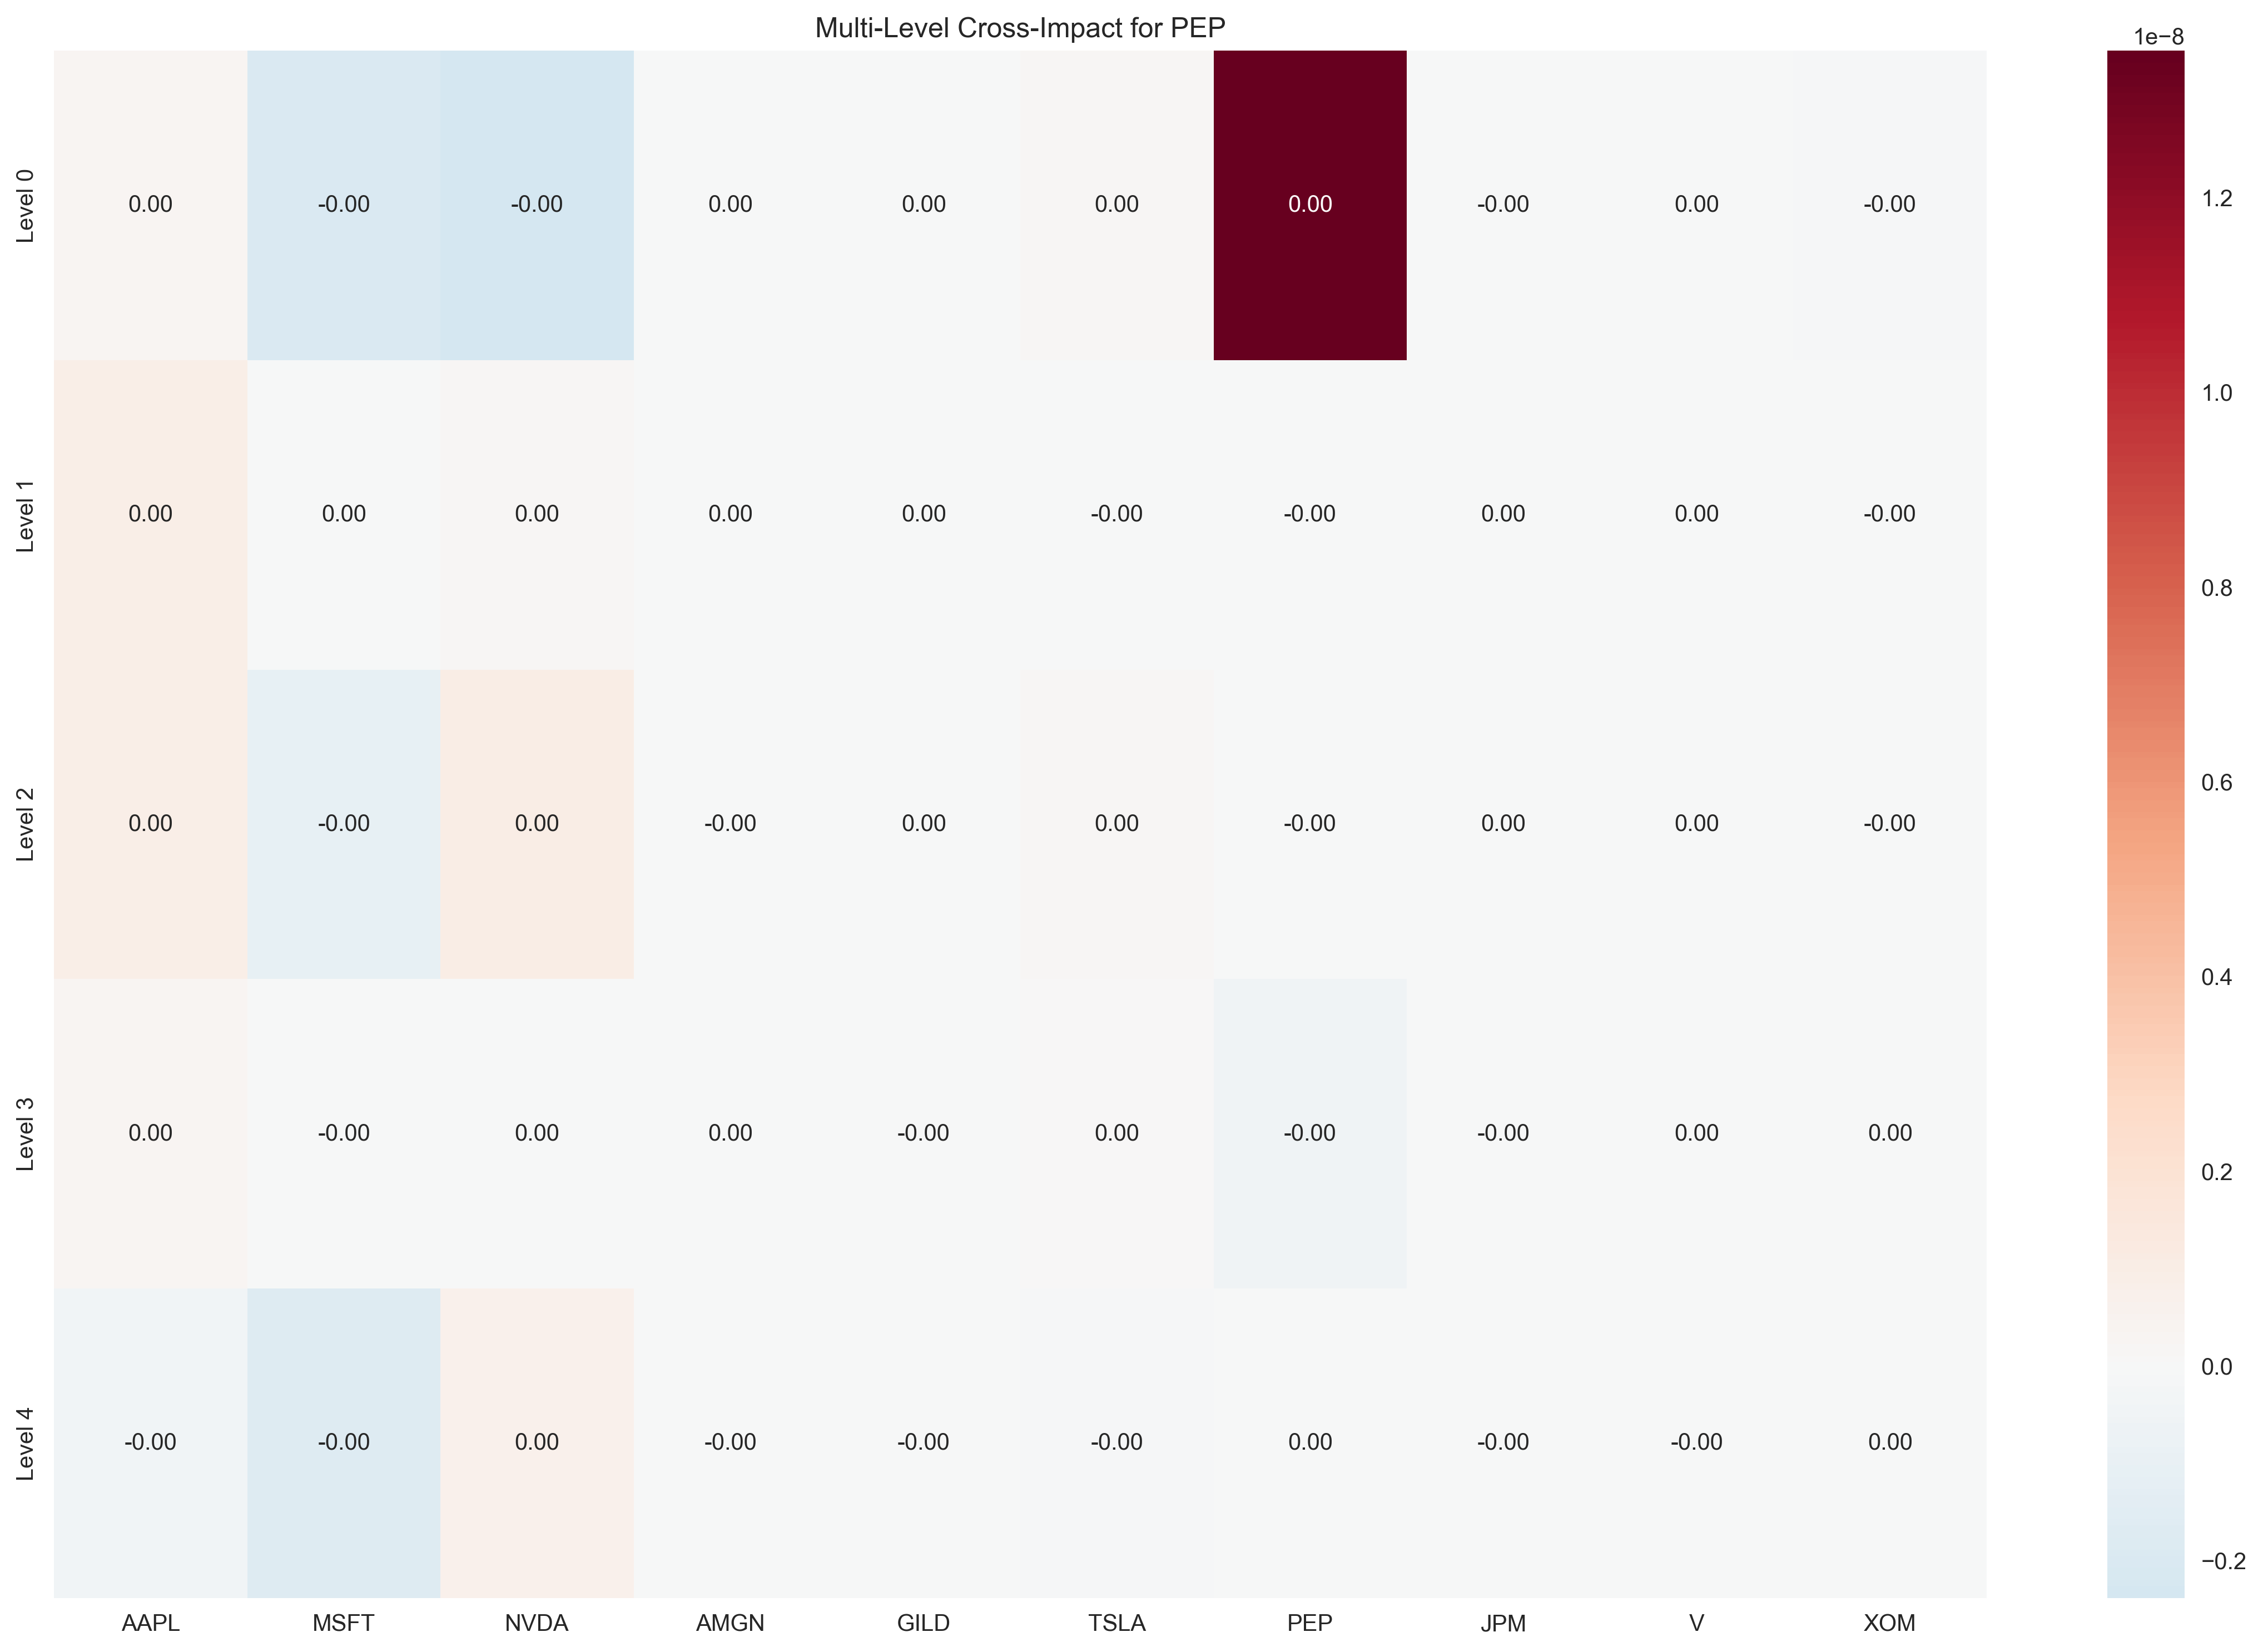 Multi-Level Cross-Impact for PEP
1e−8
Level 0
0.00 -0.00 -0.00 0.00 0.00 0.00 0.00 -0.00 0.00 -0.00
Level 1
0.00 0.00 0.00 0.00 0.00 -0.00 -0.00 0.00 0.00 -0.00
Level 2
0.00 -0.00 0.00 -0.00 0.00 0.00 -0.00 0.00 0.00 -0.00
Level 3
0.00 -0.00 0.00 0.00 -0.00 0.00 -0.00 -0.00 0.00 0.00
Level 4
-0.00 -0.00 0.00 -0.00 -0.00 -0.00 0.00 -0.00 -0.00 0.00
AAPL MSFT NVDA AMGN GILD TSLA PEP JPM V XOM
1.2
1.0
0.8
0.6
0.4
0.2
0.0
−0.2